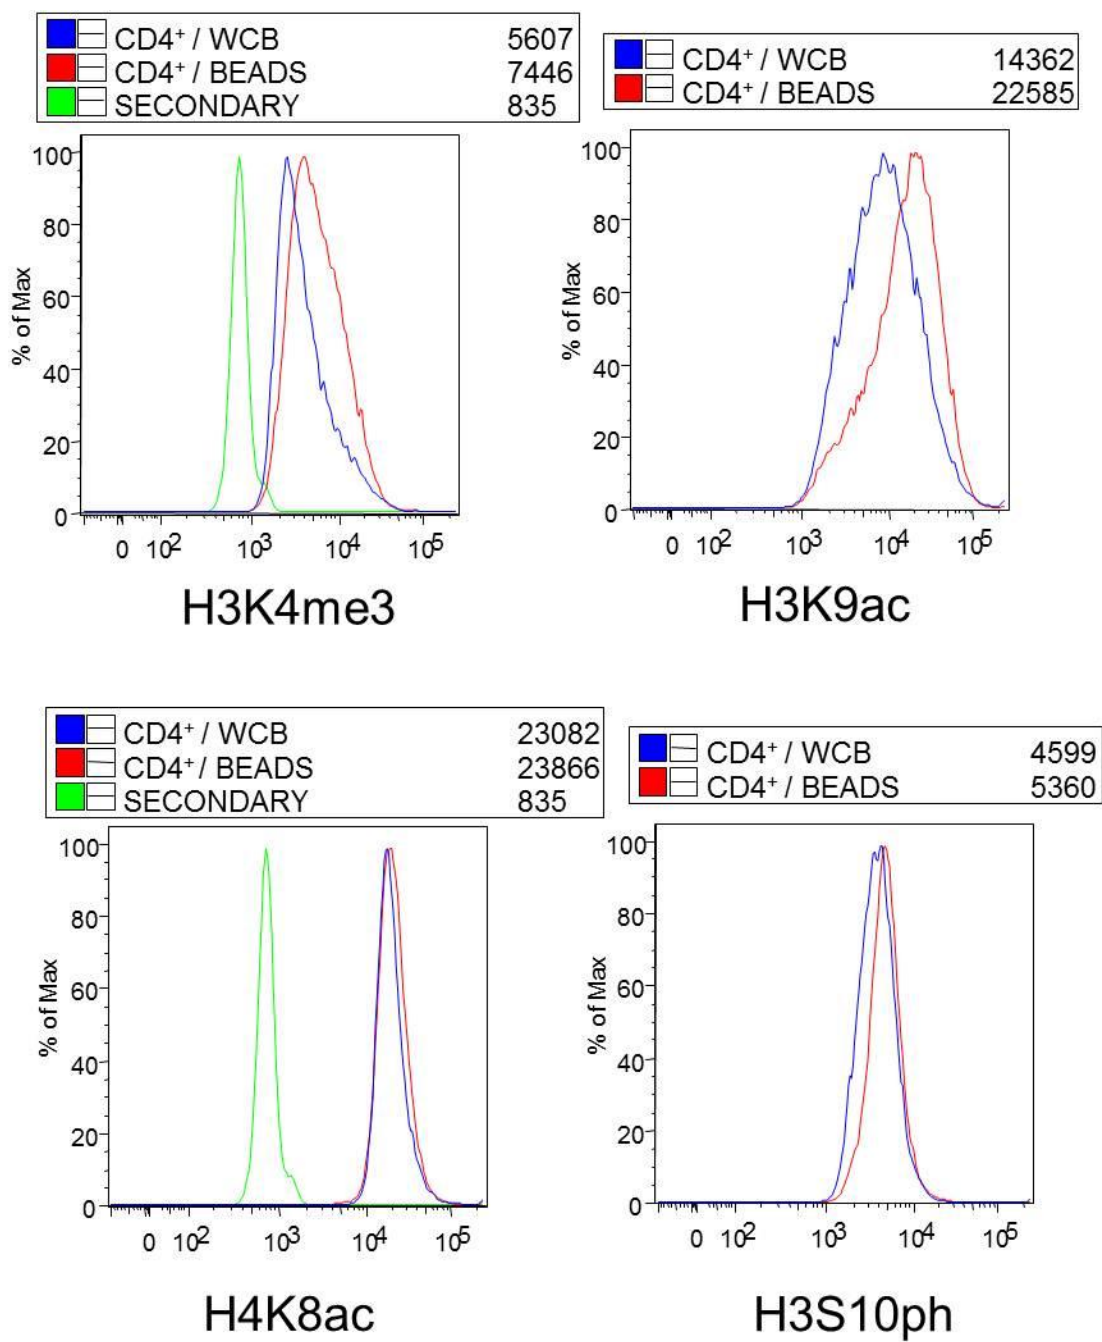 CD4⁺ / WCB 5607
CD4⁺ / BEADS 7446
SECONDARY 835
100
80
60
40
20
0
% of Max
0 10² 10³ 10⁴ 10⁵
H3K4me3
CD4⁺ / WCB 14362
CD4⁺ / BEADS 22585
100
80
60
40
20
0
% of Max
0 10² 10³ 10⁴ 10⁵
H3K9ac
CD4⁺ / WCB 23082
CD4⁺ / BEADS 23866
SECONDARY 835
100
80
60
40
20
0
% of Max
0 10² 10³ 10⁴ 10⁵
H4K8ac
CD4⁺ / WCB 4599
CD4⁺ / BEADS 5360
100
80
60
40
20
0
% of Max
0 10² 10³ 10⁴ 10⁵
H3S10ph